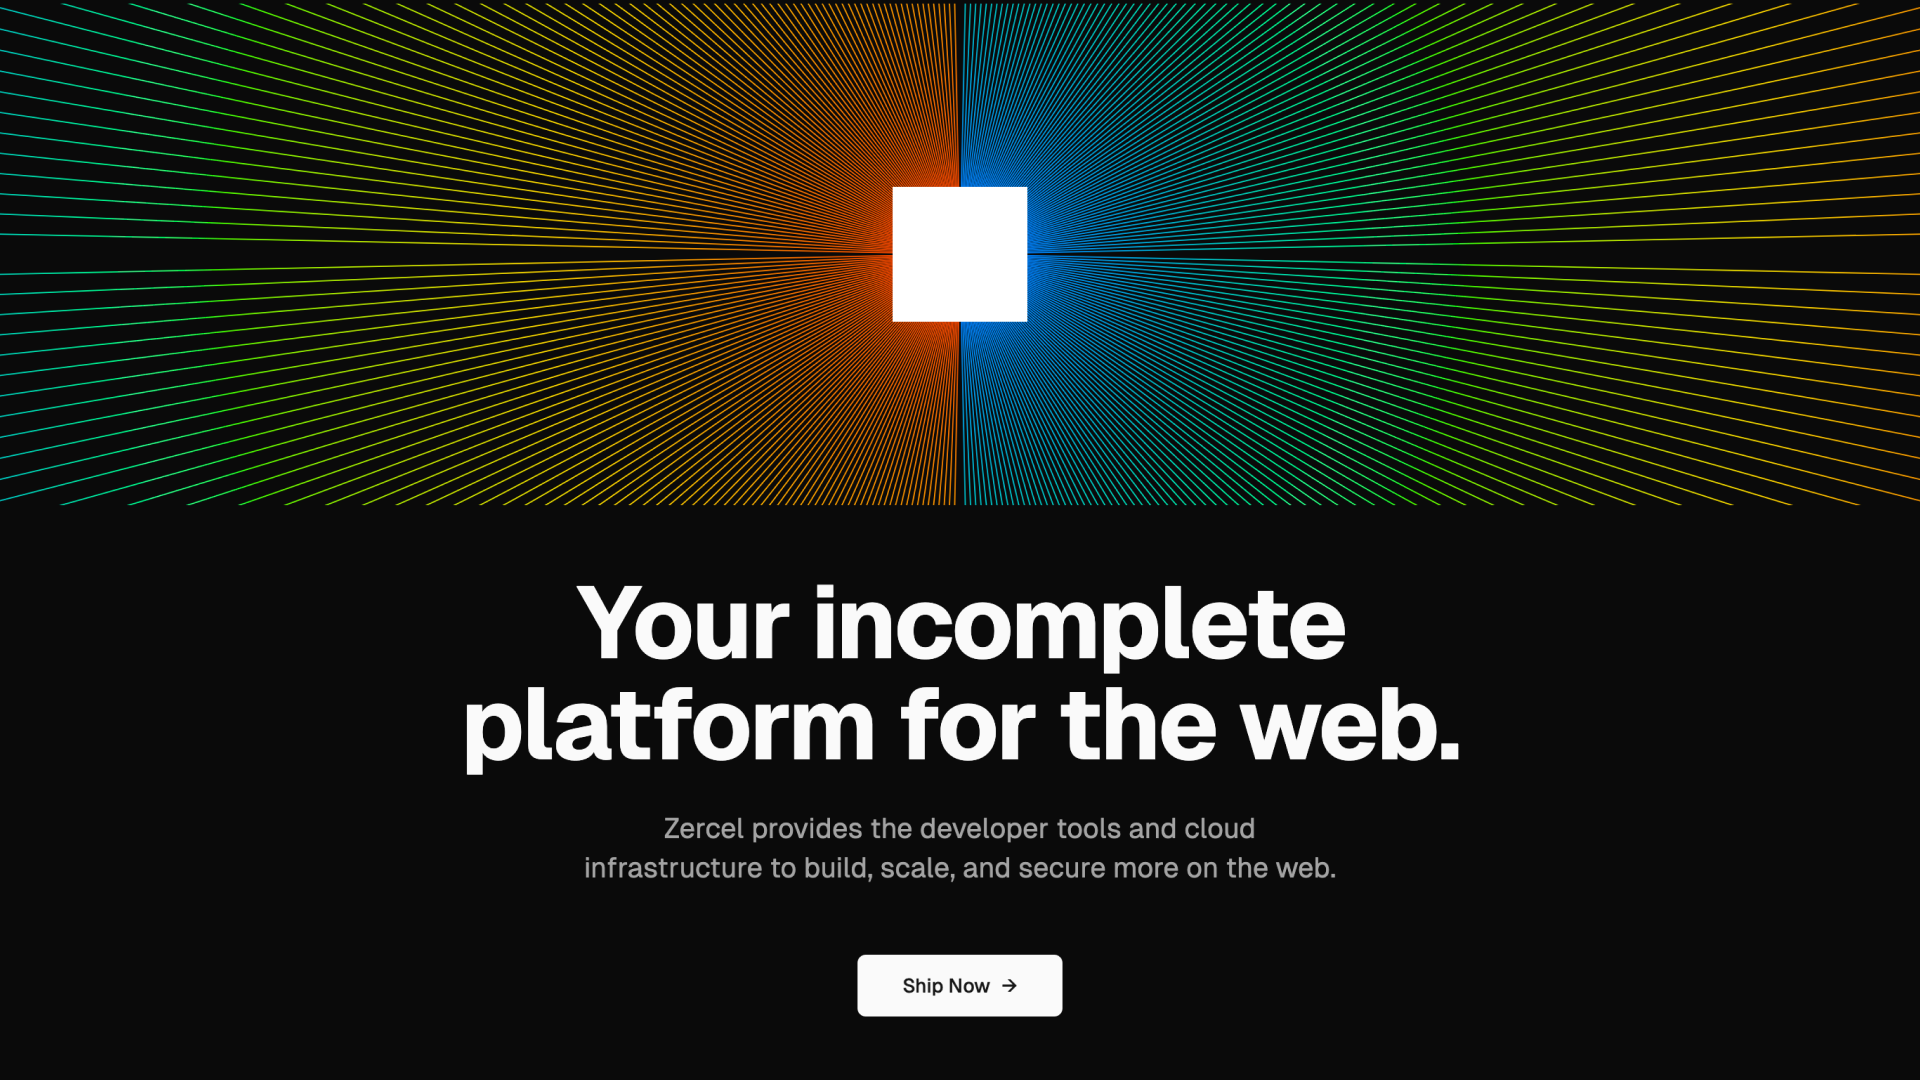 Your incomplete
platform for the web.
Zercel provides the developer tools and cloud
infrastructure to build, scale, and secure more on the web.
Ship Now →